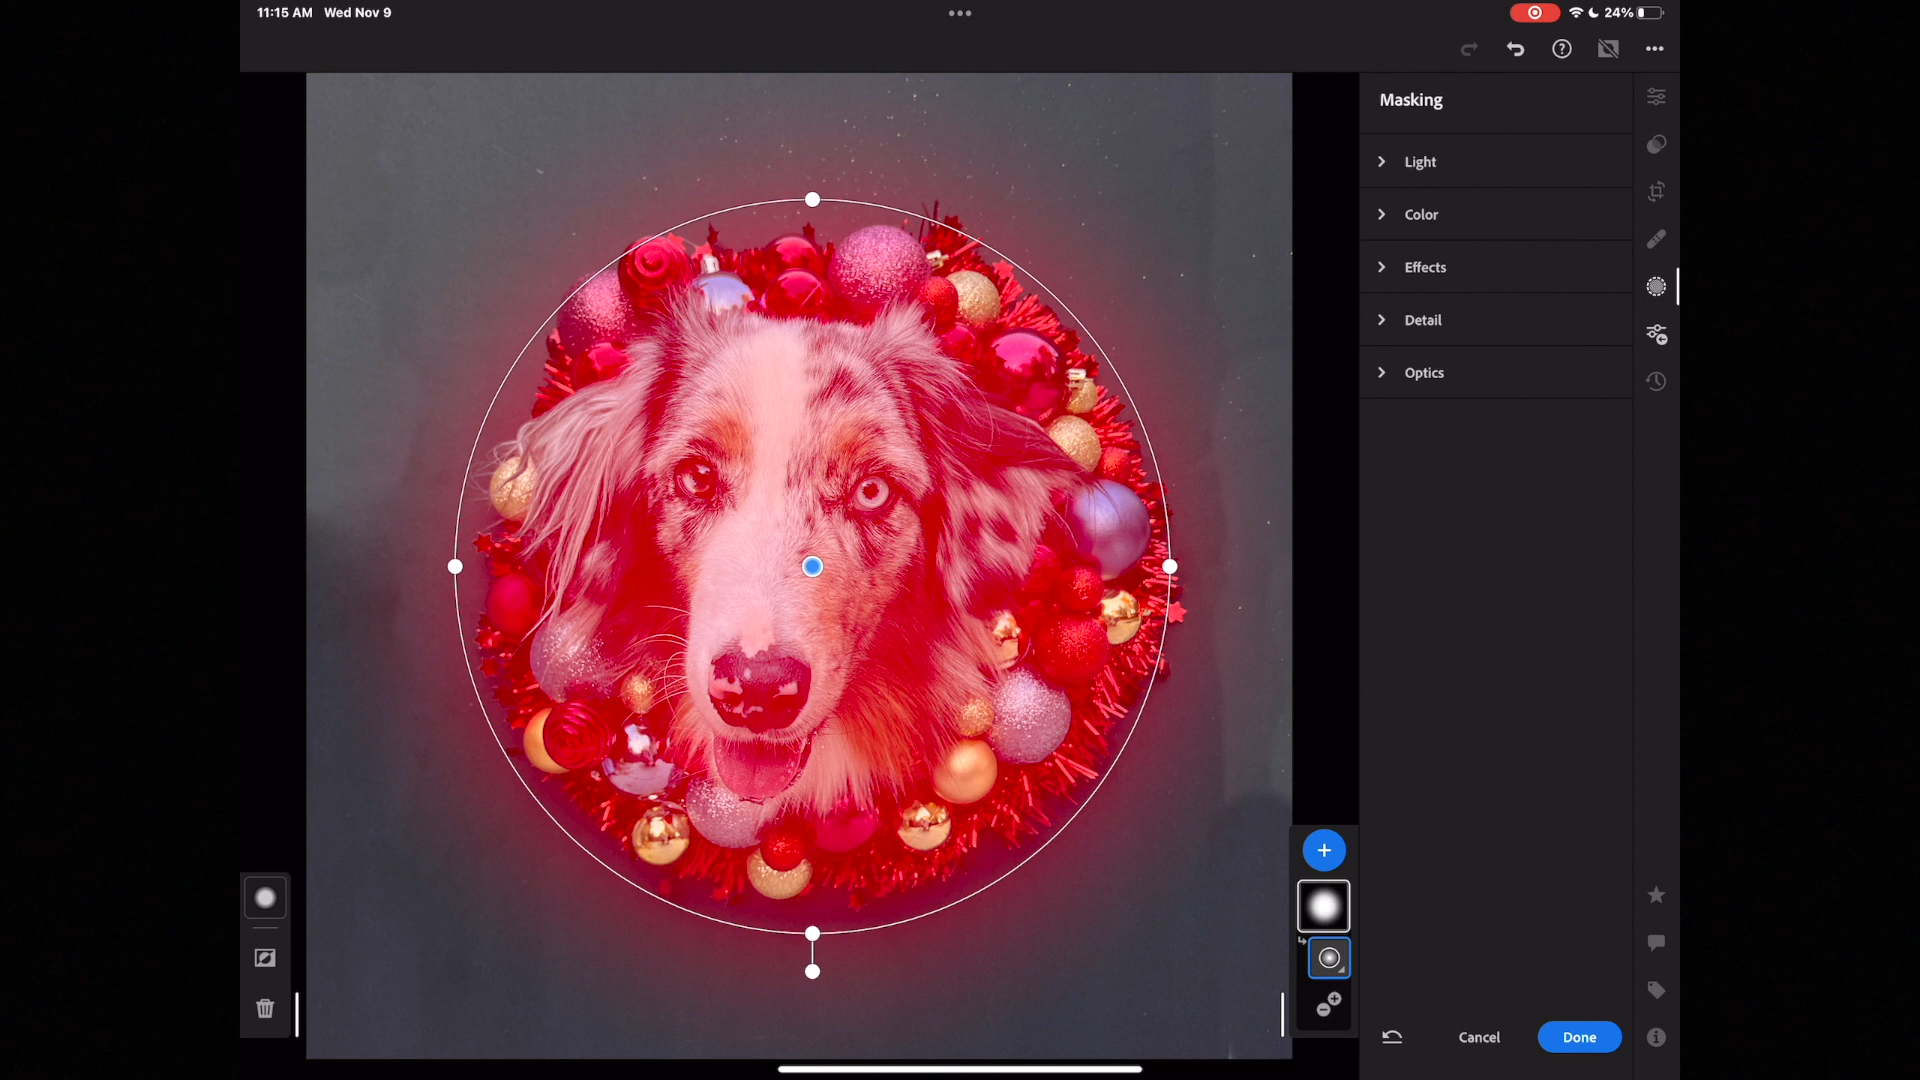 11:15 AM Wed Nov 9
24%
Masking
Light
Color
Effects
Detail
Optics
Cancel
Done